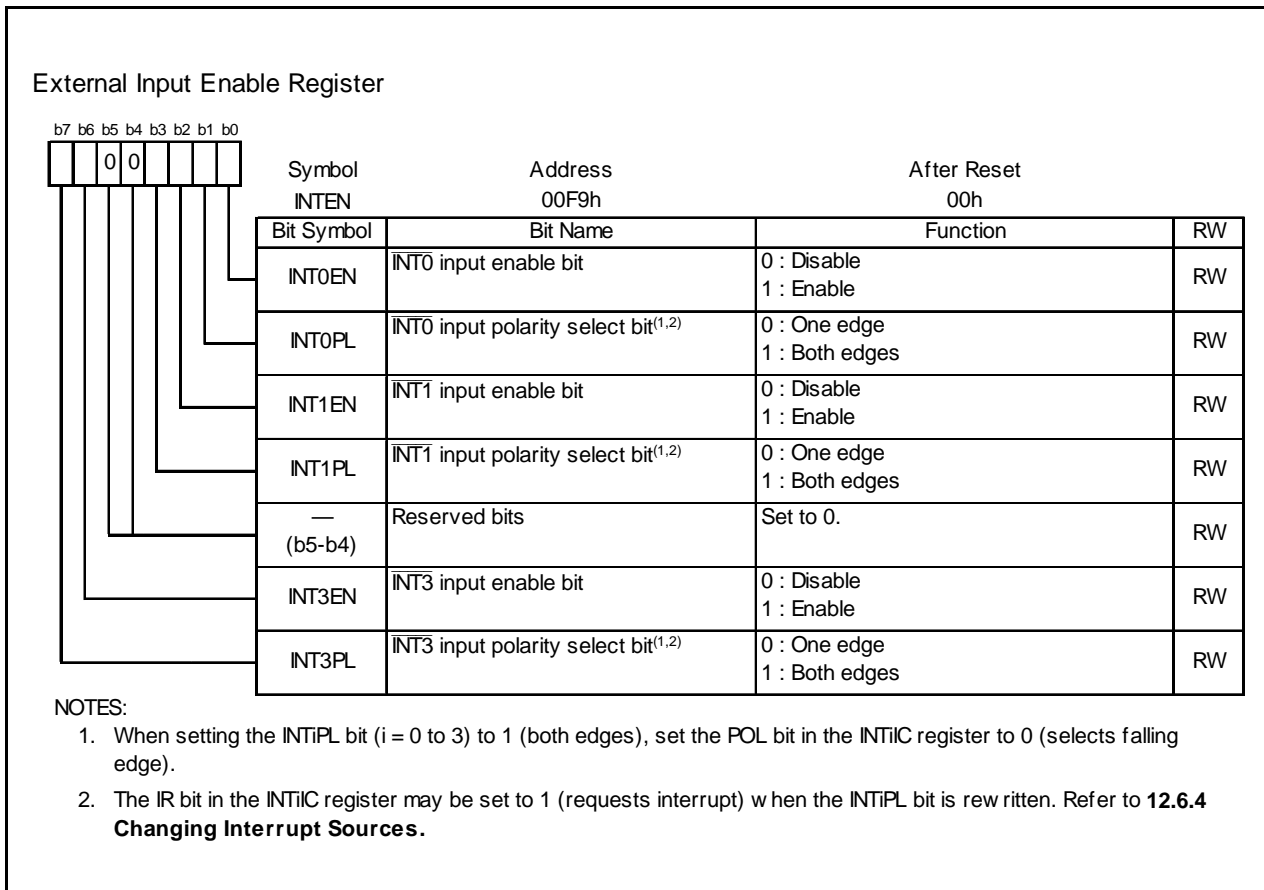 External Input Enable Register
b7 b6 b5 b4 b3 b2 b1 b0
0 0
Symbol Address After Reset
INTEN 00F9h 00h
Bit Symbol Bit Name Function RW
INT0EN INT0 input enable bit 0 : Disable
1 : Enable RW
INT0PL INT0 input polarity select bit(1,2) 0 : One edge
1 : Both edges RW
INT1EN INT1 input enable bit 0 : Disable
1 : Enable RW
INT1PL INT1 input polarity select bit(1,2) 0 : One edge
1 : Both edges RW
— Reserved bits Set to 0. RW
(b5-b4)
INT3EN INT3 input enable bit 0 : Disable
1 : Enable RW
INT3PL INT3 input polarity select bit(1,2) 0 : One edge
1 : Both edges RW
NOTES:
1. When setting the INTiPL bit (i = 0 to 3) to 1 (both edges), set the POL bit in the INTiIC register to 0 (selects falling
edge).
2. The IR bit in the INTiIC register may be set to 1 (requests interrupt) when the INTiPL bit is rewritten. Refer to 12.6.4
Changing Interrupt Sources.